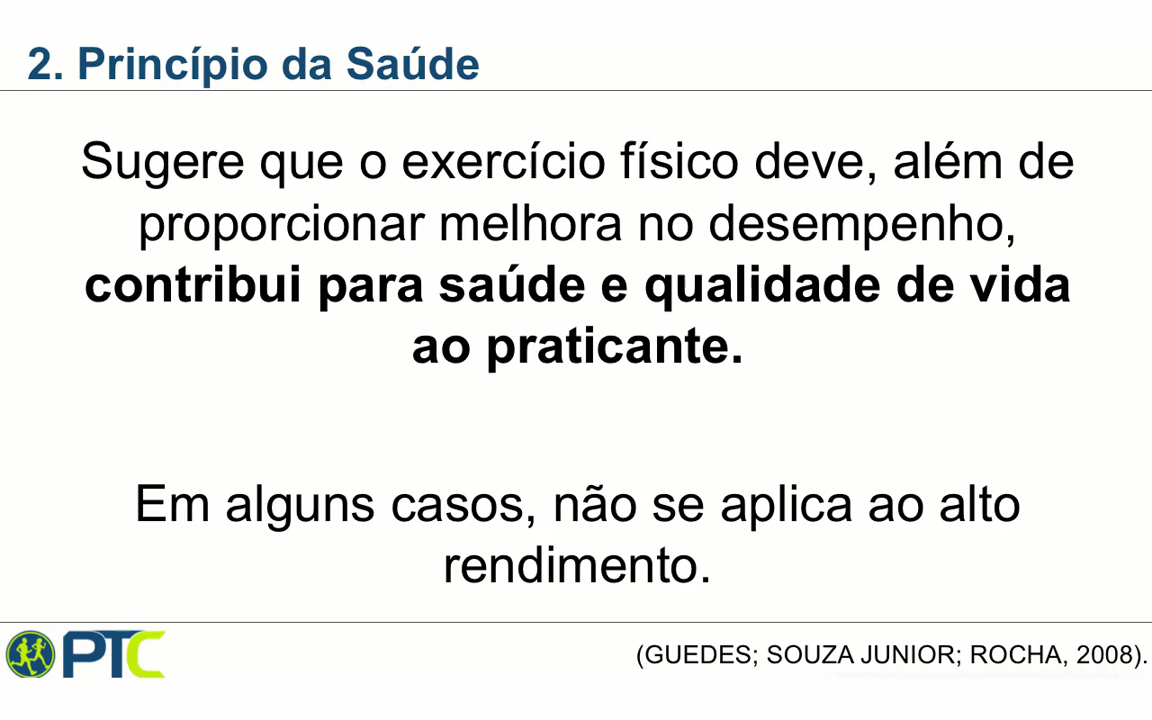 2. Princípio da Saúde
Sugere que o exercício físico deve, além de
proporcionar melhora no desempenho,
contribui para saúde e qualidade de vida
ao praticante.
Em alguns casos, não se aplica ao alto
rendimento.
PTC
(GUEDES; SOUZA JUNIOR; ROCHA, 2008).